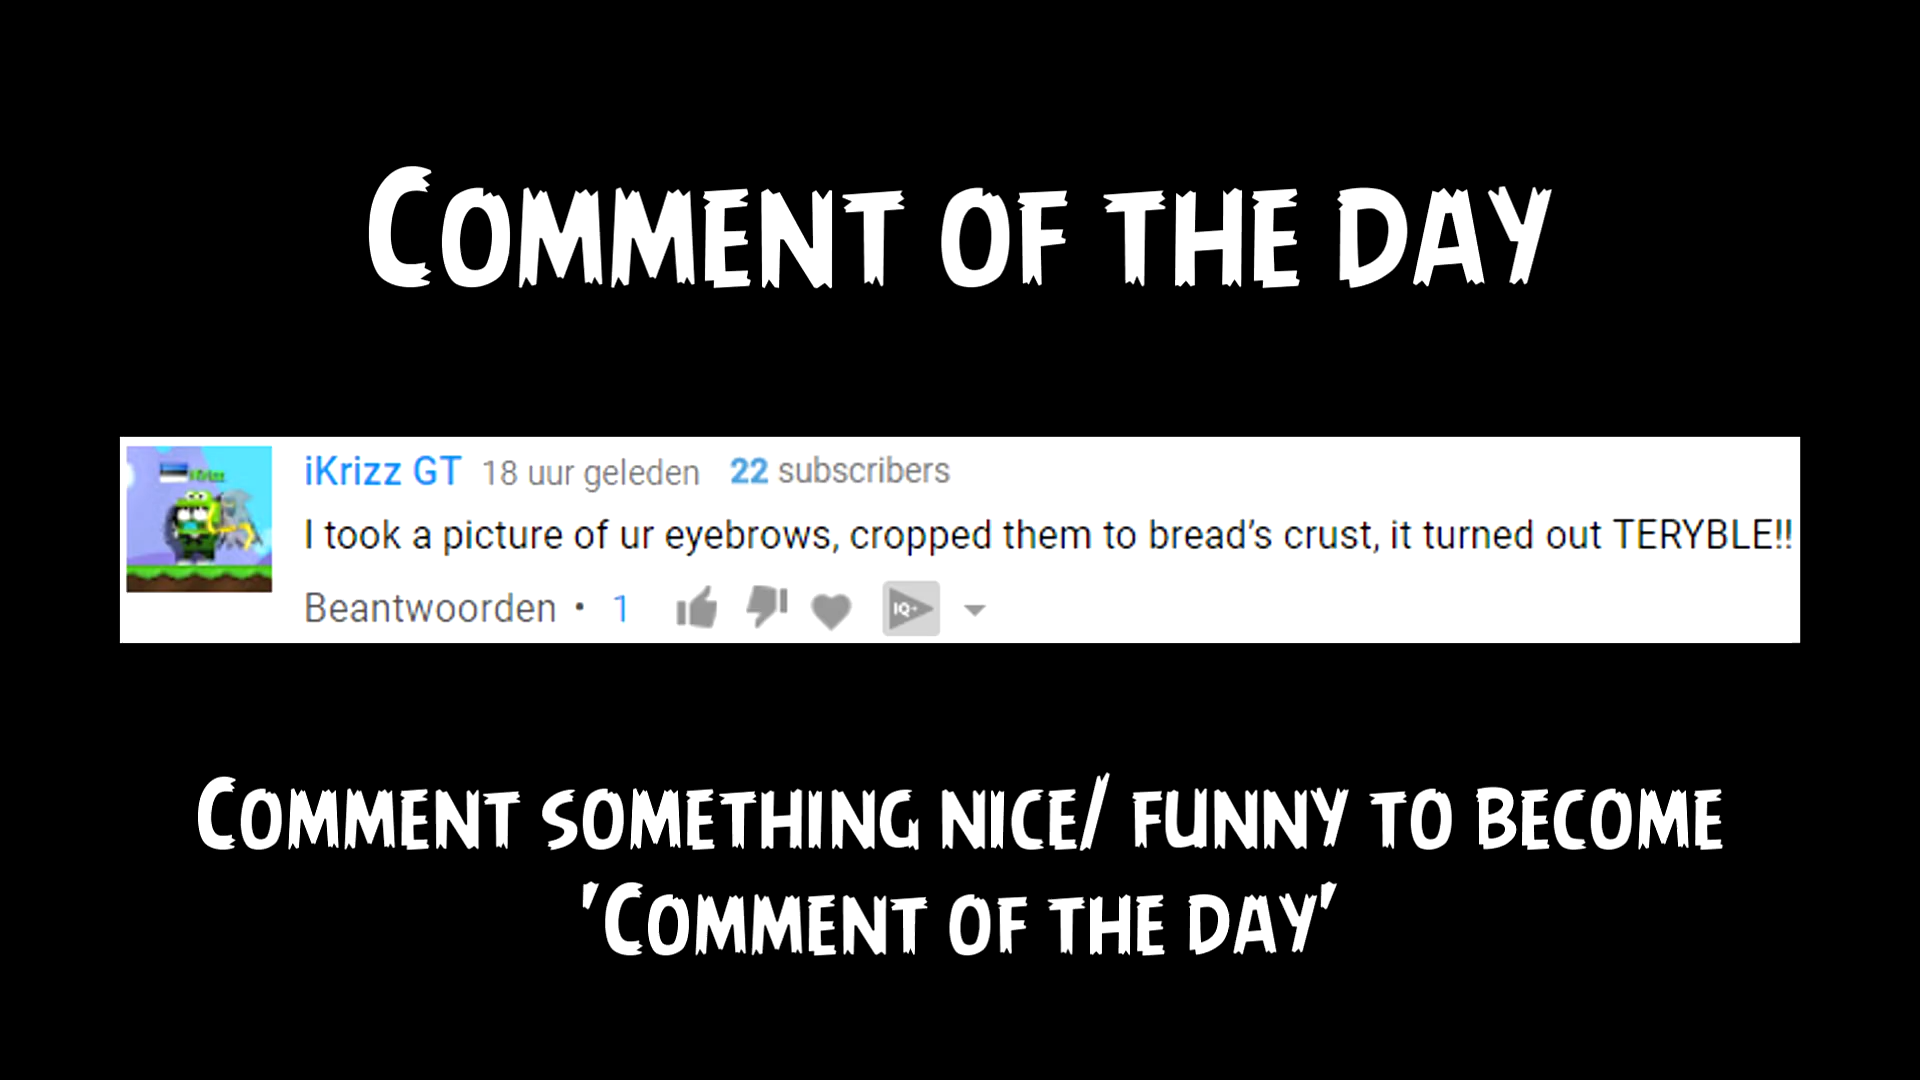 Comment of the day
iKrizz GT 18 uur geleden 22 subscribers
I took a picture of ur eyebrows, cropped them to bread’s crust, it turned out TERYBLE!!
Beantwoorden • 1 IQ+
Comment something nice/ funny to become
'Comment of the day'